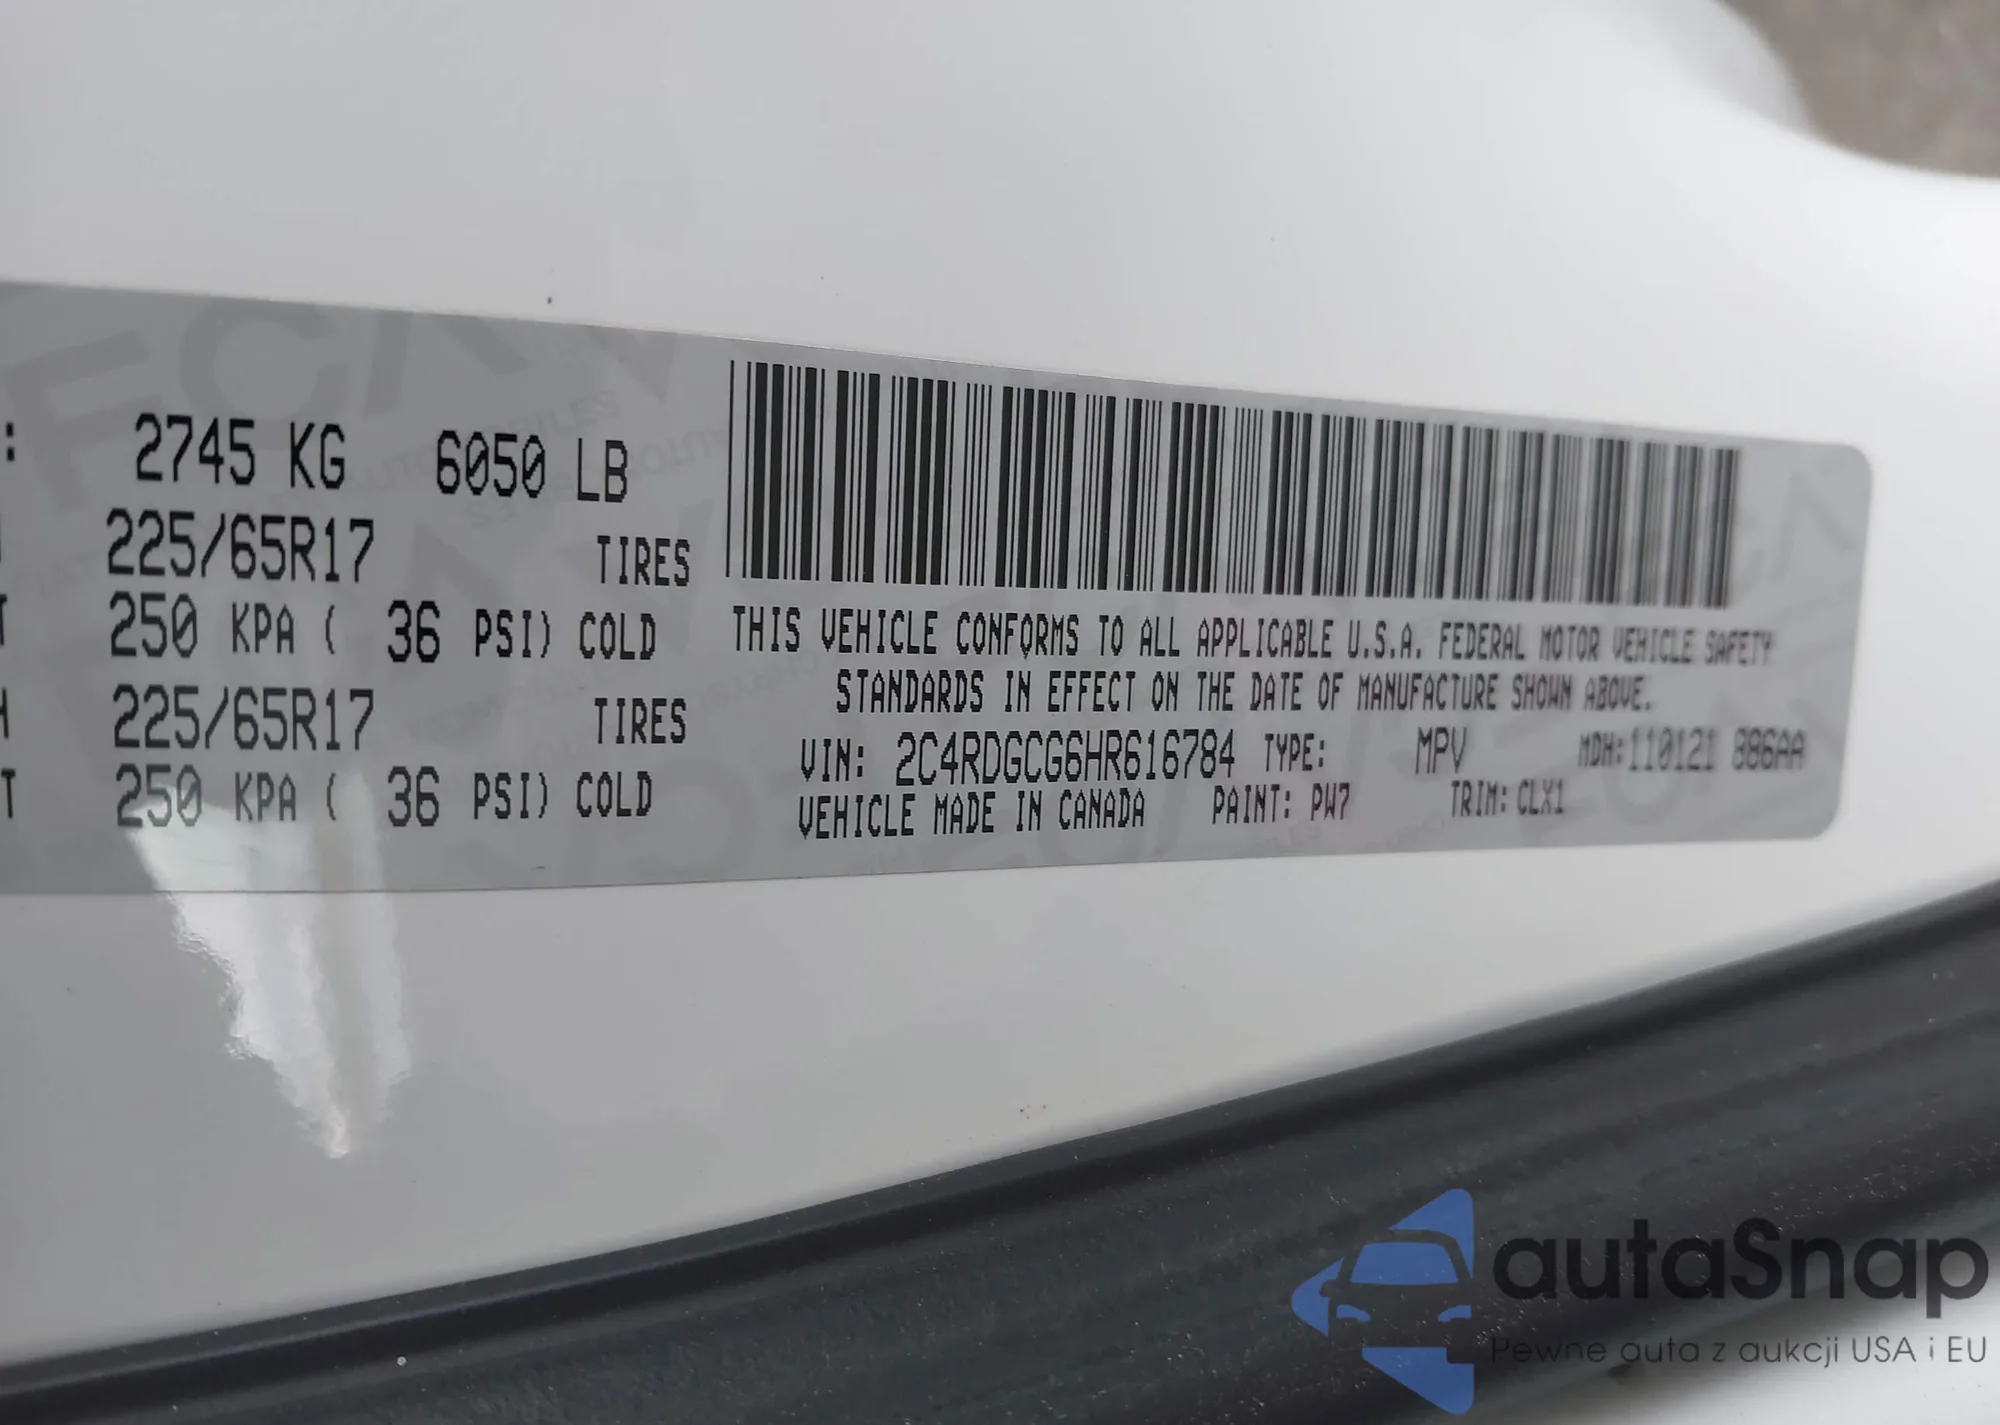 : 2745 KG 6050 LB
225/65R17 TIRES
T 250 KPA ( 36 PSI) COLD
H 225/65R17 TIRES
T 250 KPA ( 36 PSI) COLD
THIS VEHICLE CONFORMS TO ALL APPLICABLE U.S.A. FEDERAL MOTOR VEHICLE SAFETY
STANDARDS IN EFFECT ON THE DATE OF MANUFACTURE SHOWN ABOVE.
VIN: 2C4RDGCG6HR616784 TYPE: MPV MDH:110121 886AA
VEHICLE MADE IN CANADA PAINT: PW7 TRIM: CLX1
autaSnap
Pewne auta z aukcji USA i EU